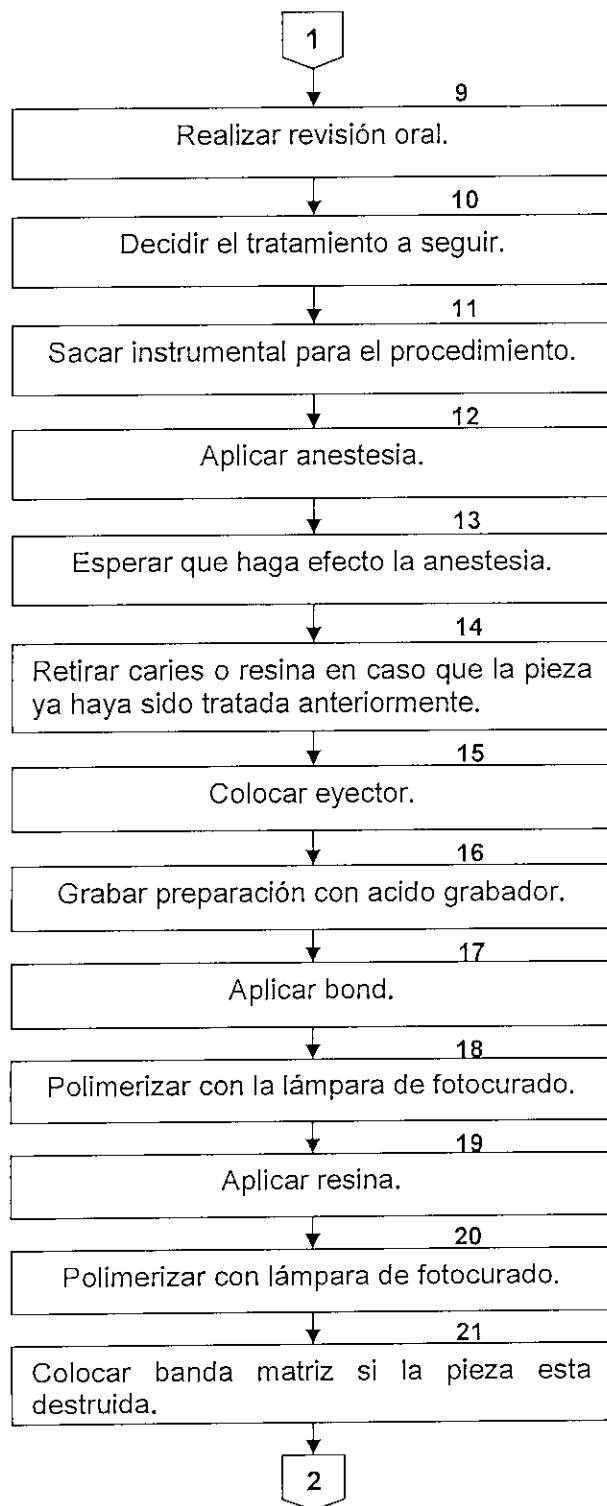 1
9
Realizar revisión oral.
10
Decidir el tratamiento a seguir.
11
Sacar instrumental para el procedimiento.
12
Aplicar anestesia.
13
Esperar que haga efecto la anestesia.
14
Retirar caries o resina en caso que la pieza
ya haya sido tratada anteriormente.
15
Colocar eyector.
16
Grabar preparación con acido grabador.
17
Aplicar bond.
18
Polimerizar con la lámpara de fotocurado.
19
Aplicar resina.
20
Polimerizar con lámpara de fotocurado.
21
Colocar banda matriz si la pieza esta
destruida.
2